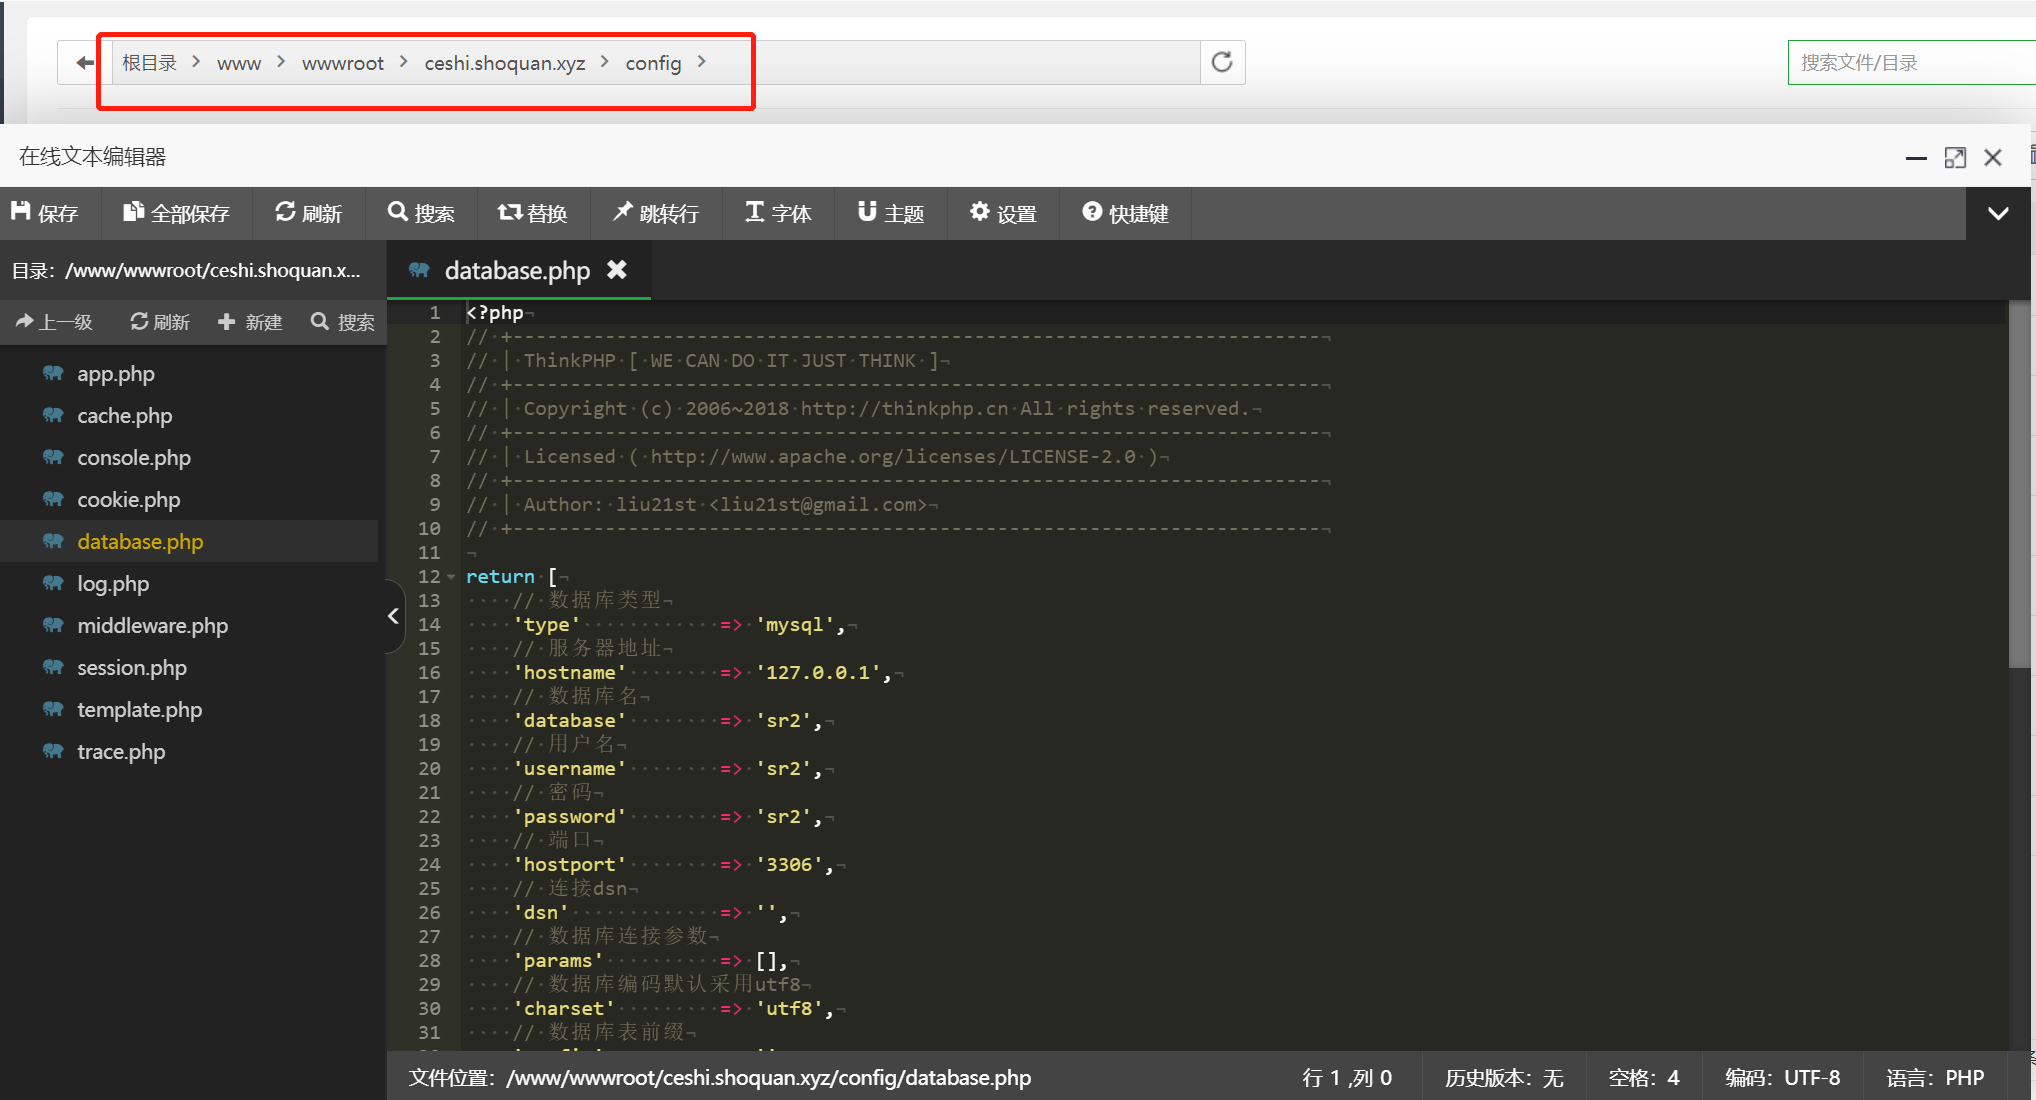 根目录 > www > wwwroot > ceshi.shoquan.xyz > config >
搜索文件/目录
在线文本编辑器
保存 全部保存 刷新 搜索 替换 跳转行 字体 主题 设置 快捷键
目录: /www/wwwroot/ceshi.shoquan.x...
database.php
上一级 刷新 新建 搜索
app.php
cache.php
console.php
cookie.php
database.php
log.php
middleware.php
session.php
template.php
trace.php
1 <?php
2 // +----------------------------------------------------------------------
3 // | ThinkPHP [ WE CAN DO IT JUST THINK ]
4 // +----------------------------------------------------------------------
5 // | Copyright (c) 2006~2018 http://thinkphp.cn All rights reserved.
6 // +----------------------------------------------------------------------
7 // | Licensed ( http://www.apache.org/licenses/LICENSE-2.0 )
8 // +----------------------------------------------------------------------
9 // | Author: liu21st <liu21st@gmail.com>
10 // +----------------------------------------------------------------------
11
12 return [
13     // 数据库类型
14     'type'            => 'mysql',
15     // 服务器地址
16     'hostname'        => '127.0.0.1',
17     // 数据库名
18     'database'        => 'sr2',
19     // 用户名
20     'username'        => 'sr2',
21     // 密码
22     'password'        => 'sr2',
23     // 端口
24     'hostport'        => '3306',
25     // 连接dsn
26     'dsn'             => '',
27     // 数据库连接参数
28     'params'          => [],
29     // 数据库编码默认采用utf8
30     'charset'         => 'utf8',
31     // 数据库表前缀
文件位置: /www/wwwroot/ceshi.shoquan.xyz/config/database.php
行 1 ,列 0
历史版本: 无
空格: 4
编码: UTF-8
语言: PHP